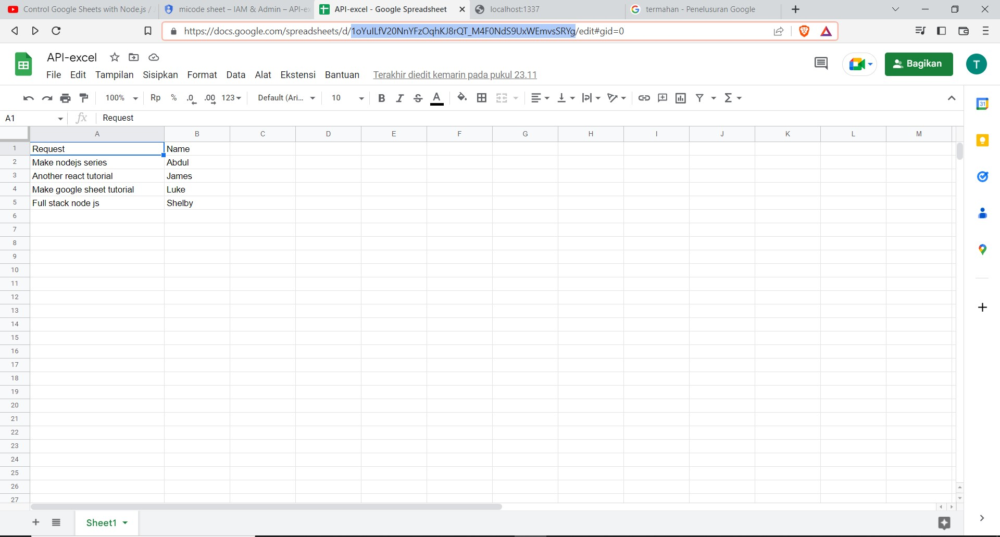 Control Google Sheets with Node.js /
micode sheet – IAM & Admin – API-ex
API-excel - Google Spreadsheet
localhost:1337
termahan - Penelusuran Google
https://docs.google.com/spreadsheets/d/1oYulLfV20NnYFzOqhKJ8rQT_M4F0NdS9UxWEmvsSRYg/edit#gid=0
API-excel
File Edit Tampilan Sisipkan Format Data Alat Ekstensi Bantuan Terakhir diedit kemarin pada pukul 23.11
Bagikan
T
100% Rp % .0 .00 123 Default (Ari... 10 B I S A
31
A1 fx Request
A B C D E F G H I J K L M
1 Request Name
2 Make nodejs series Abdul
3 Another react tutorial James
4 Make google sheet tutorial Luke
5 Full stack node js Shelby
6
7
8
9
10
11
12
13
14
15
16
17
18
19
20
21
22
23
24
25
26
27
Sheet1